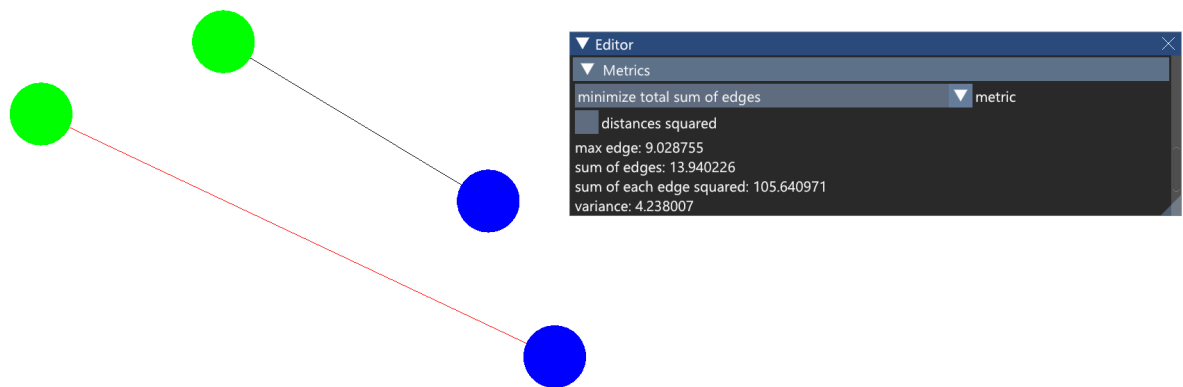 Editor
Metrics
minimize total sum of edges metric
distances squared
max edge: 9.028755
sum of edges: 13.940226
sum of each edge squared: 105.640971
variance: 4.238007